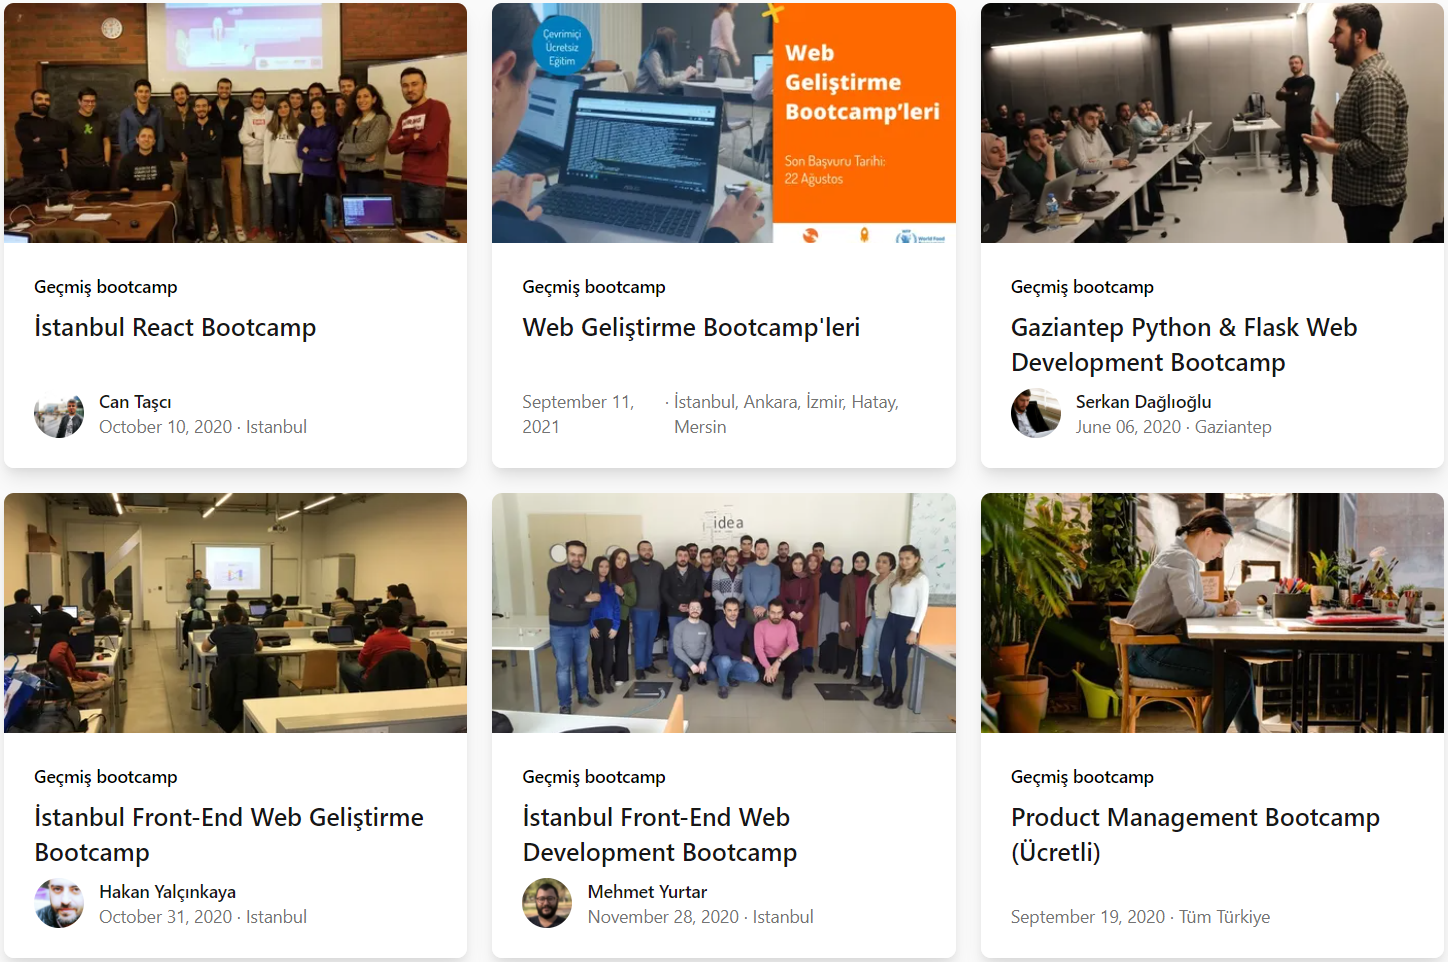 Çevrimiçi
Ücretsiz
Eğitim
Web
Geliştirme
Bootcamp'leri
Son Başvuru Tarihi:
22 Ağustos
World Food
Geçmiş bootcamp
İstanbul React Bootcamp
Can Taşcı
October 10, 2020 · Istanbul
Geçmiş bootcamp
Web Geliştirme Bootcamp'leri
September 11,
2021
· İstanbul, Ankara, İzmir, Hatay,
Mersin
Geçmiş bootcamp
Gaziantep Python & Flask Web
Development Bootcamp
Serkan Dağlıoğlu
June 06, 2020 · Gaziantep
idea
Geçmiş bootcamp
İstanbul Front-End Web Geliştirme
Bootcamp
Hakan Yalçınkaya
October 31, 2020 · Istanbul
Geçmiş bootcamp
İstanbul Front-End Web
Development Bootcamp
Mehmet Yurtar
November 28, 2020 · Istanbul
Geçmiş bootcamp
Product Management Bootcamp
(Ücretli)
September 19, 2020 · Tüm Türkiye